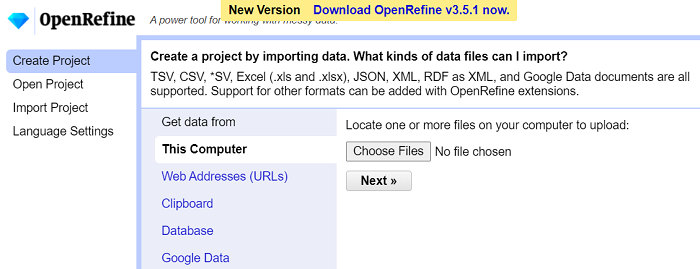 New Version Download OpenRefine v3.5.1 now.
OpenRefine A power tool for working with messy data.
Create Project
Open Project
Import Project
Language Settings
Create a project by importing data. What kinds of data files can I import?
TSV, CSV, *SV, Excel (.xls and .xlsx), JSON, XML, RDF as XML, and Google Data documents are all
supported. Support for other formats can be added with OpenRefine extensions.
Get data from
This Computer
Web Addresses (URLs)
Clipboard
Database
Google Data
Locate one or more files on your computer to upload:
Choose Files No file chosen
Next »